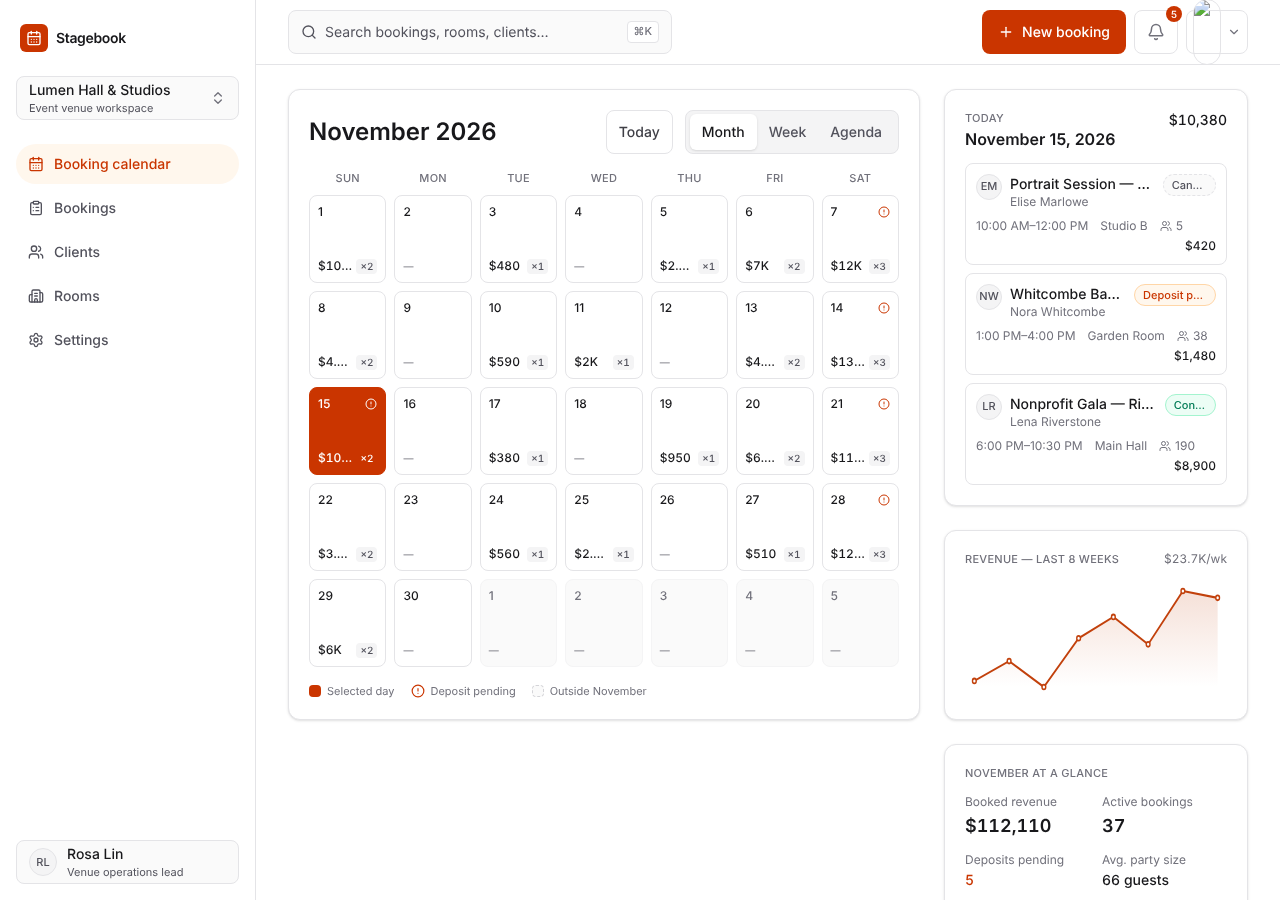 Stagebook
Lumen Hall & Studios
Event venue workspace
Booking calendar
Bookings
Clients
Rooms
Settings
RL
Rosa Lin
Venue operations lead
Search bookings, rooms, clients...
⌘K
New booking
5
November 2026
Today
Month
Week
Agenda
SUN MON TUE WED THU FRI SAT
1 2 3 4 5 6 7
$10... ×2 — $480 ×1 — $2.... ×1 $7K ×2 $12K ×3
8 9 10 11 12 13 14
$4.... ×2 — $590 ×1 $2K ×1 — $4.... ×2 $13... ×3
15 16 17 18 19 20 21
$10... ×2 — $380 ×1 — $950 ×1 $6.... ×2 $11... ×3
22 23 24 25 26 27 28
$3.... ×2 — $560 ×1 $2.... ×1 — $510 ×1 $12... ×3
29 30 1 2 3 4 5
$6K ×2 — — — — — —
Selected day
Deposit pending
Outside November
TODAY
$10,380
November 15, 2026
EM
Portrait Session — ...
Can...
Elise Marlowe
10:00 AM–12:00 PM Studio B 5
$420
NW
Whitcombe Ba...
Deposit p...
Nora Whitcombe
1:00 PM–4:00 PM Garden Room 38
$1,480
LR
Nonprofit Gala — Ri...
Con...
Lena Riverstone
6:00 PM–10:30 PM Main Hall 190
$8,900
REVENUE — LAST 8 WEEKS
$23.7K/wk
NOVEMBER AT A GLANCE
Booked revenue Active bookings
$112,110 37
Deposits pending Avg. party size
5 66 guests